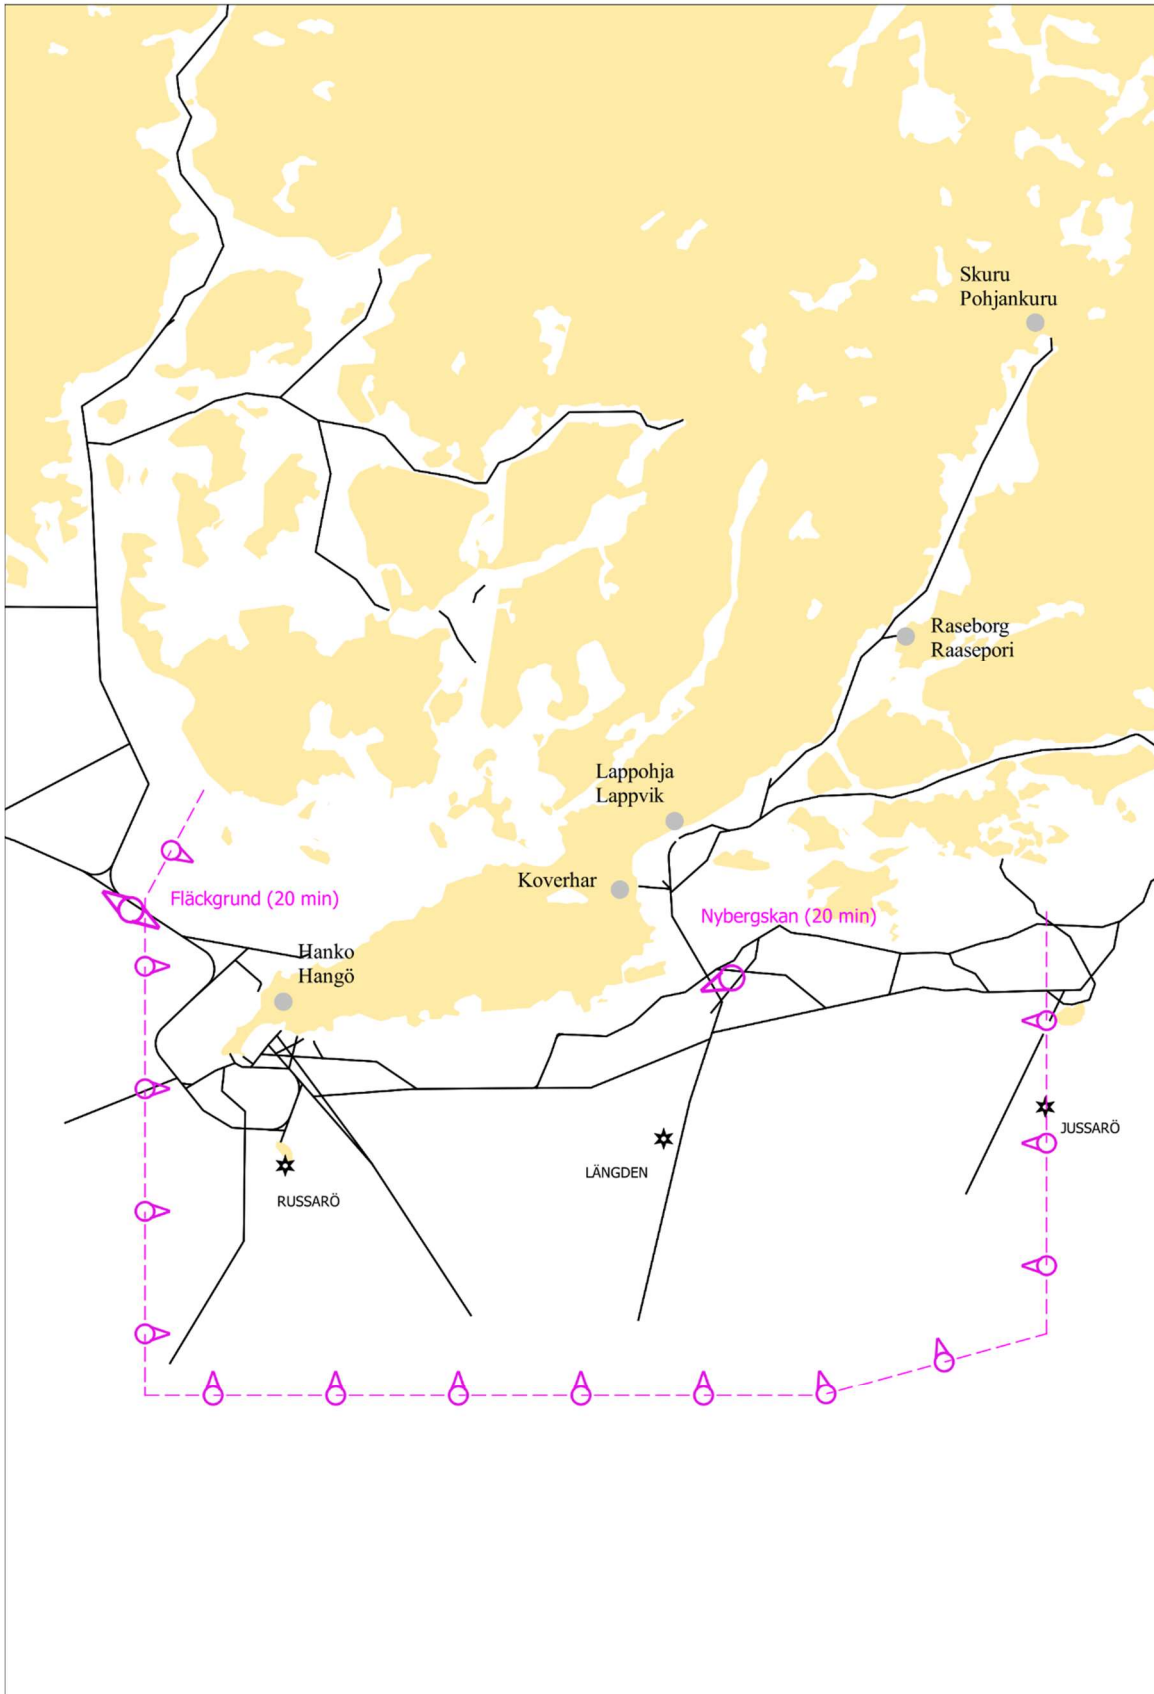 Skuru
Pohjankuru
Raseborg
Raasepori
Lappohja
Lappvik
Koverhar
Fläckgrund (20 min)
Nybergskan (20 min)
Hanko
Hangö
JUSSARÖ
LÄNGDEN
RUSSARÖ